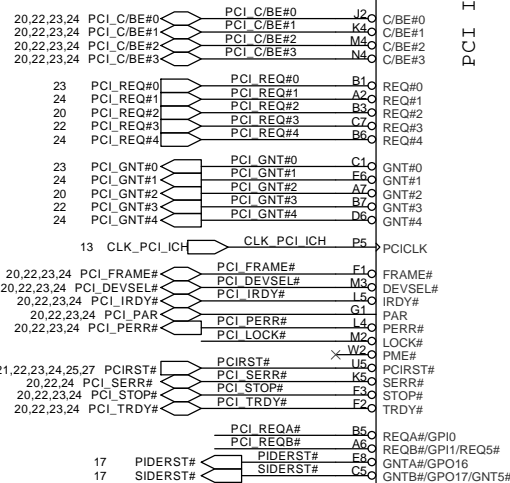 20,22,23,24 PCI_C/BE#0 PCI_C/BE#0 J2 C/BE#0
20,22,23,24 PCI_C/BE#1 PCI_C/BE#1 K4 C/BE#1
20,22,23,24 PCI_C/BE#2 PCI_C/BE#2 M4 C/BE#2
20,22,23,24 PCI_C/BE#3 PCI_C/BE#3 N4 C/BE#3
PCI I
23 PCI_REQ#0 PCI_REQ#0 B1 REQ#0
24 PCI_REQ#1 PCI_REQ#1 A2 REQ#1
20 PCI_REQ#2 PCI_REQ#2 B3 REQ#2
22 PCI_REQ#3 PCI_REQ#3 C7 REQ#3
24 PCI_REQ#4 PCI_REQ#4 B6 REQ#4
23 PCI_GNT#0 PCI_GNT#0 C1 GNT#0
24 PCI_GNT#1 PCI_GNT#1 E6 GNT#1
20 PCI_GNT#2 PCI_GNT#2 A7 GNT#2
22 PCI_GNT#3 PCI_GNT#3 B7 GNT#3
24 PCI_GNT#4 PCI_GNT#4 D6 GNT#4
13 CLK_PCI_ICH CLK_PCI_ICH P5 PCICLK
20,22,23,24 PCI_FRAME# PCI_FRAME# F1 FRAME#
20,22,23,24 PCI_DEVSEL# PCI_DEVSEL# M3 DEVSEL#
20,22,23,24 PCI_IRDY# PCI_IRDY# L5 IRDY#
20,22,23,24 PCI_PAR G1 PAR
20,22,23,24 PCI_PERR# PCI_PERR# L4 PERR#
PCI_LOCK# M2 LOCK#
W2 PME#
21,22,23,24,25,27 PCIRST# PCIRST# U5 PCIRST#
20,22,24 PCI_SERR# PCI_SERR# K5 SERR#
20,22,23,24 PCI_STOP# PCI_STOP# F3 STOP#
20,22,23,24 PCI_TRDY# PCI_TRDY# F2 TRDY#
PCI_REQA# B5 REQA#/GPI0
PCI_REQB# A6 REQB#/GPI1/REQ5#
17 PIDERST# PIDERST# E8 GNTA#/GPO16
17 SIDERST# SIDERST# C5 GNTB#/GPO17/GNT5#